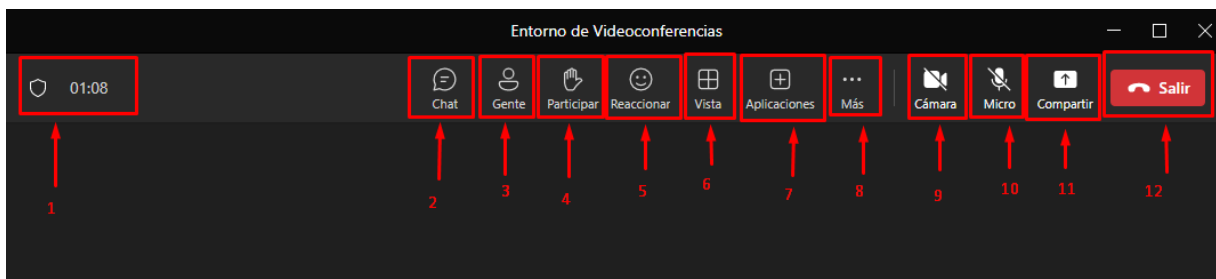 Entorno de Videoconferencias
01:08
Chat Gente Participar Reaccionar Vista Aplicaciones Más Cámara Micro Compartir Salir
1 2 3 4 5 6 7 8 9 10 11 12